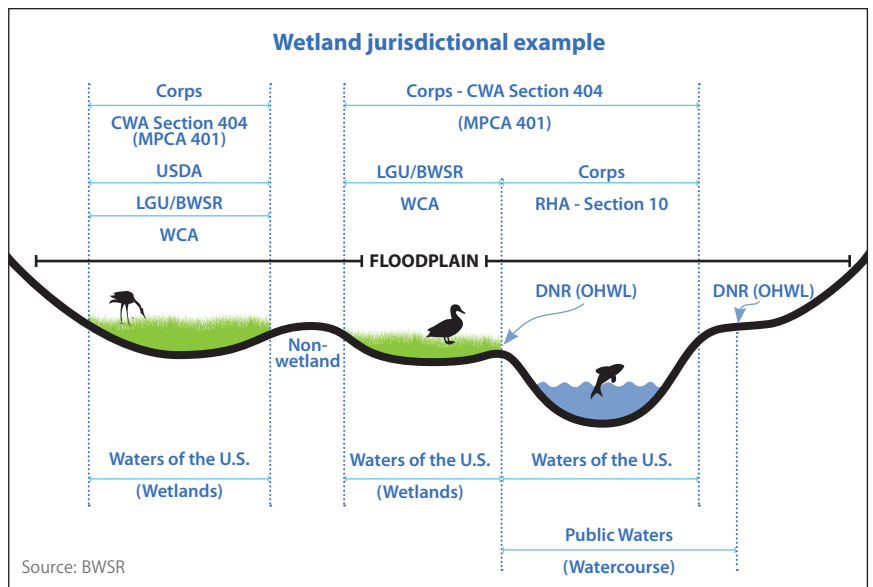 Wetland jurisdictional example
Corps
CWA Section 404
(MPCA 401)
USDA
LGU/BWSR
WCA
Corps - CWA Section 404
(MPCA 401)
LGU/BWSR
WCA
Corps
RHA - Section 10
FLOODPLAIN
DNR (OHWL)
DNR (OHWL)
Non-
wetland
Waters of the U.S.
(Wetlands)
Waters of the U.S.
(Wetlands)
Waters of the U.S.
Public Waters
(Watercourse)
Source: BWSR